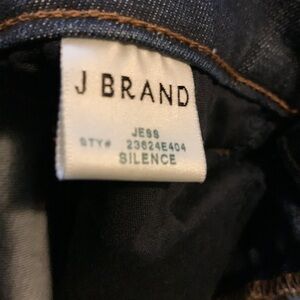 J BRAND
JESS
STY# 23624E404
SILENCE